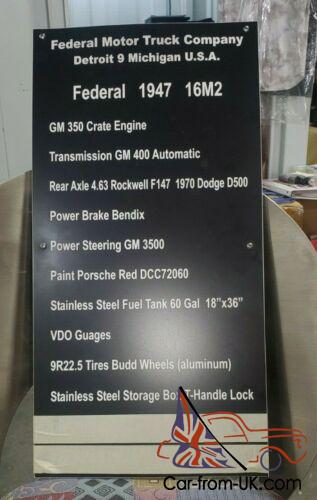 Federal Motor Truck Company
Detroit 9 Michigan U.S.A.
Federal 1947 16M2
GM 350 Crate Engine
Transmission GM 400 Automatic
Rear Axle 4.63 Rockwell F147 1970 Dodge D500
Power Brake Bendix
Power Steering GM 3500
Paint Porsche Red DCC72060
Stainless Steel Fuel Tank 60 Gal 18”x36”
VDO Guages
9R22.5 Tires Budd Wheels (aluminum)
Stainless Steel Storage Box T-Handle Lock
Car-from-UK.com